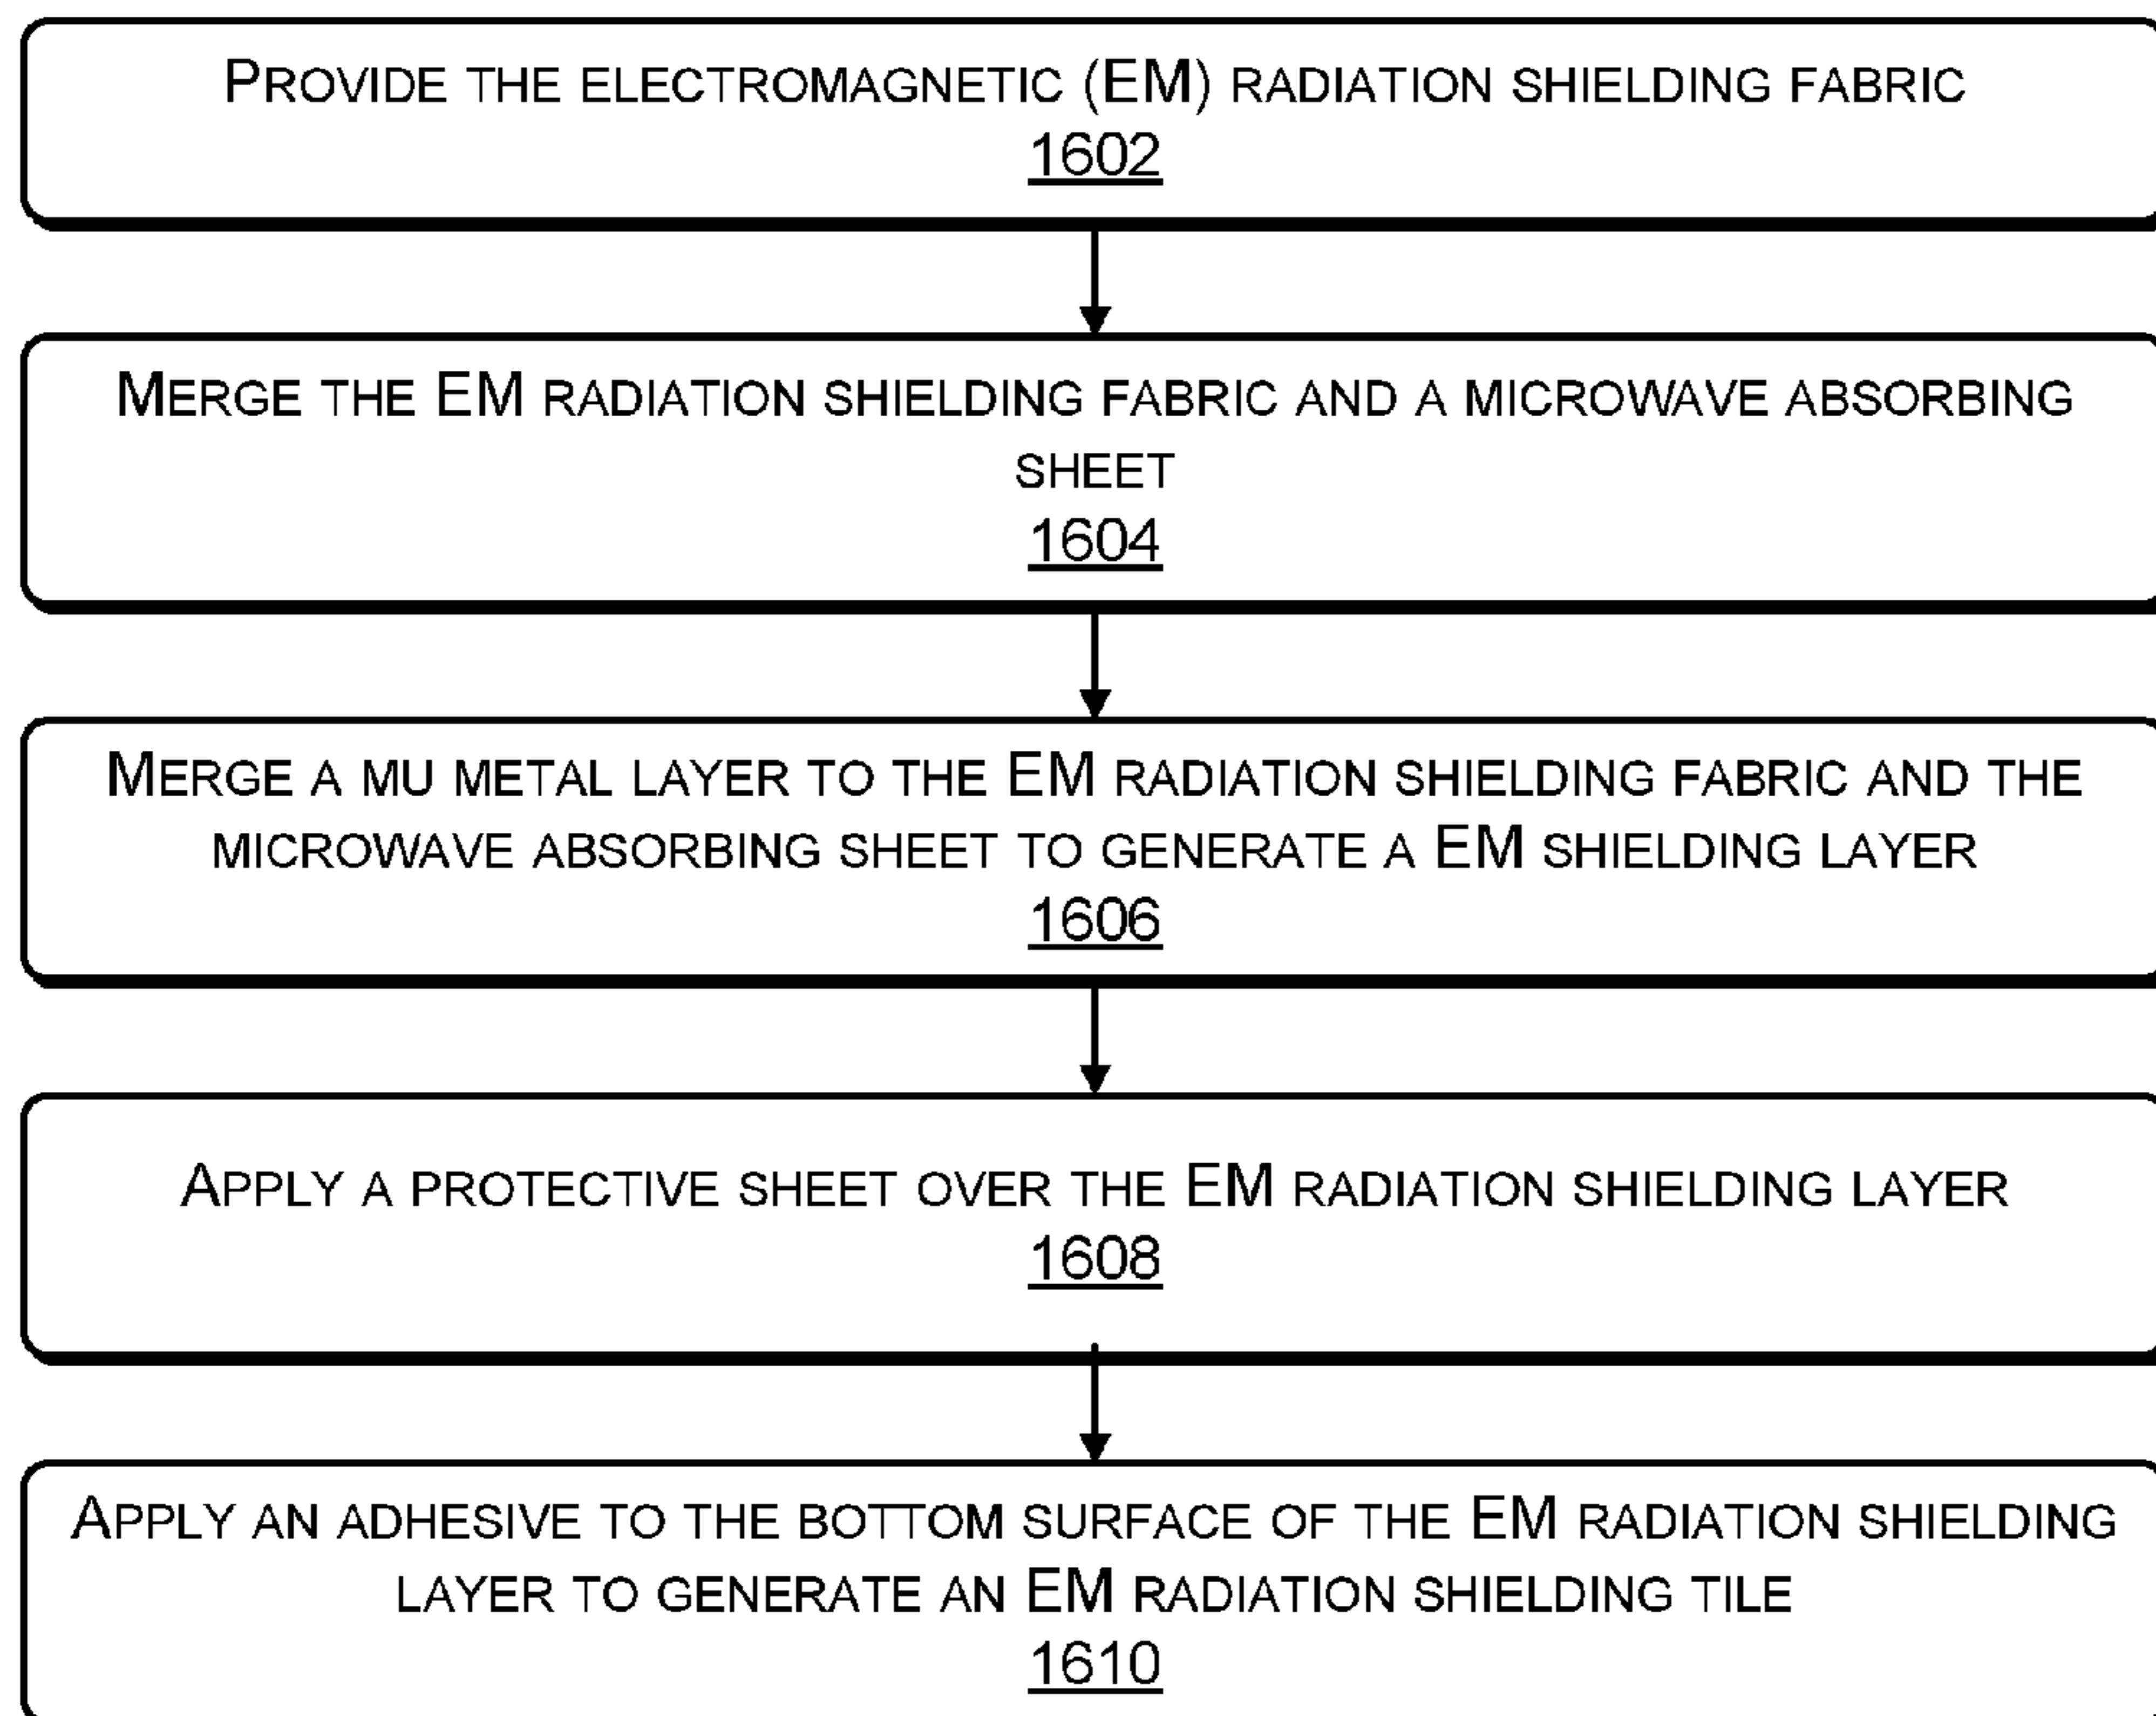 PROVIDE THE ELECTROMAGNETIC (EM) RADIATION SHIELDING FABRIC
1602
MERGE THE EM RADIATION SHIELDING FABRIC AND A MICROWAVE ABSORBING
SHEET
1604
MERGE A MU METAL LAYER TO THE EM RADIATION SHIELDING FABRIC AND THE
MICROWAVE ABSORBING SHEET TO GENERATE A EM SHIELDING LAYER
1606
APPLY A PROTECTIVE SHEET OVER THE EM RADIATION SHIELDING LAYER
1608
APPLY AN ADHESIVE TO THE BOTTOM SURFACE OF THE EM RADIATION SHIELDING
LAYER TO GENERATE AN EM RADIATION SHIELDING TILE
1610